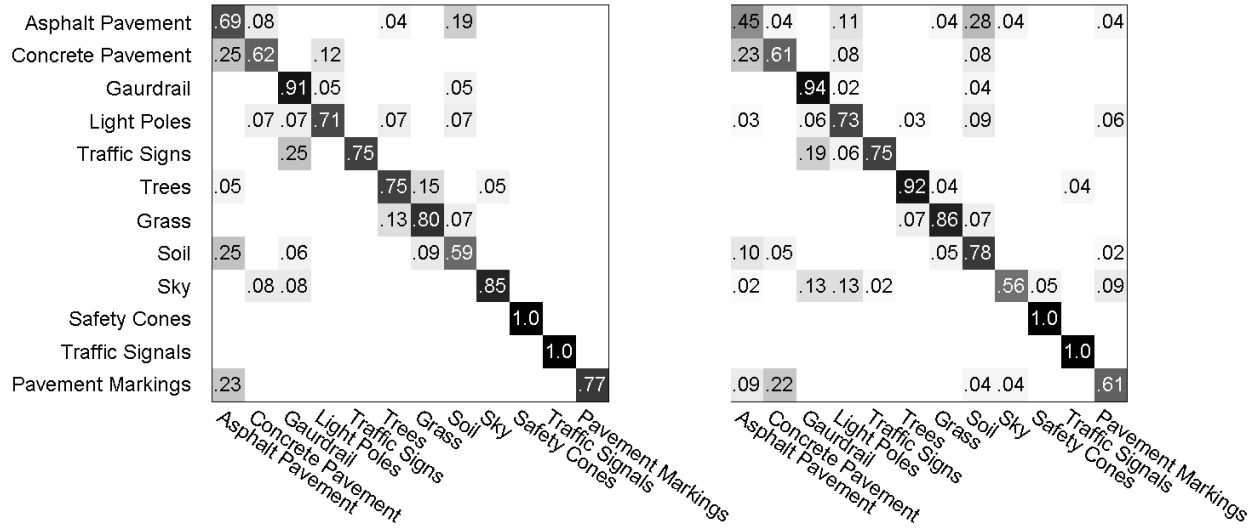 Asphalt Pavement .69 .08 .04 .19 .45 .04 .11 .04 .28 .04 .04
Concrete Pavement .25 .62 .12 .23 .61 .08 .08
Gaurdrail .91 .05 .05 .94 .02 .04
Light Poles .07 .07 .71 .07 .07 .03 .06 .73 .03 .09 .06
Traffic Signs .25 .75 .19 .06 .75
Trees .05 .75 .15 .05 .92 .04 .04
Grass .13 .80 .07 .07 .86 .07
Soil .25 .06 .09 .59 .10 .05 .05 .78 .02
Sky .08 .08 .85 .02 .13 .13 .02 .56 .05 .09
Safety Cones 1.0 1.0
Traffic Signals 1.0 1.0
Pavement Markings .23 .77 .09 .22 .04 .04 .61
Asphalt Pavement
Concrete Pavement
Gaurdrail
Light Poles
Traffic Signs
Trees
Grass
Soil
Sky
Safety Cones
Traffic Signals
Pavement Markings
Asphalt Pavement
Concrete Pavement
Gaurdrail
Light Poles
Traffic Signs
Trees
Grass
Soil
Sky
Safety Cones
Traffic Signals
Pavement Markings